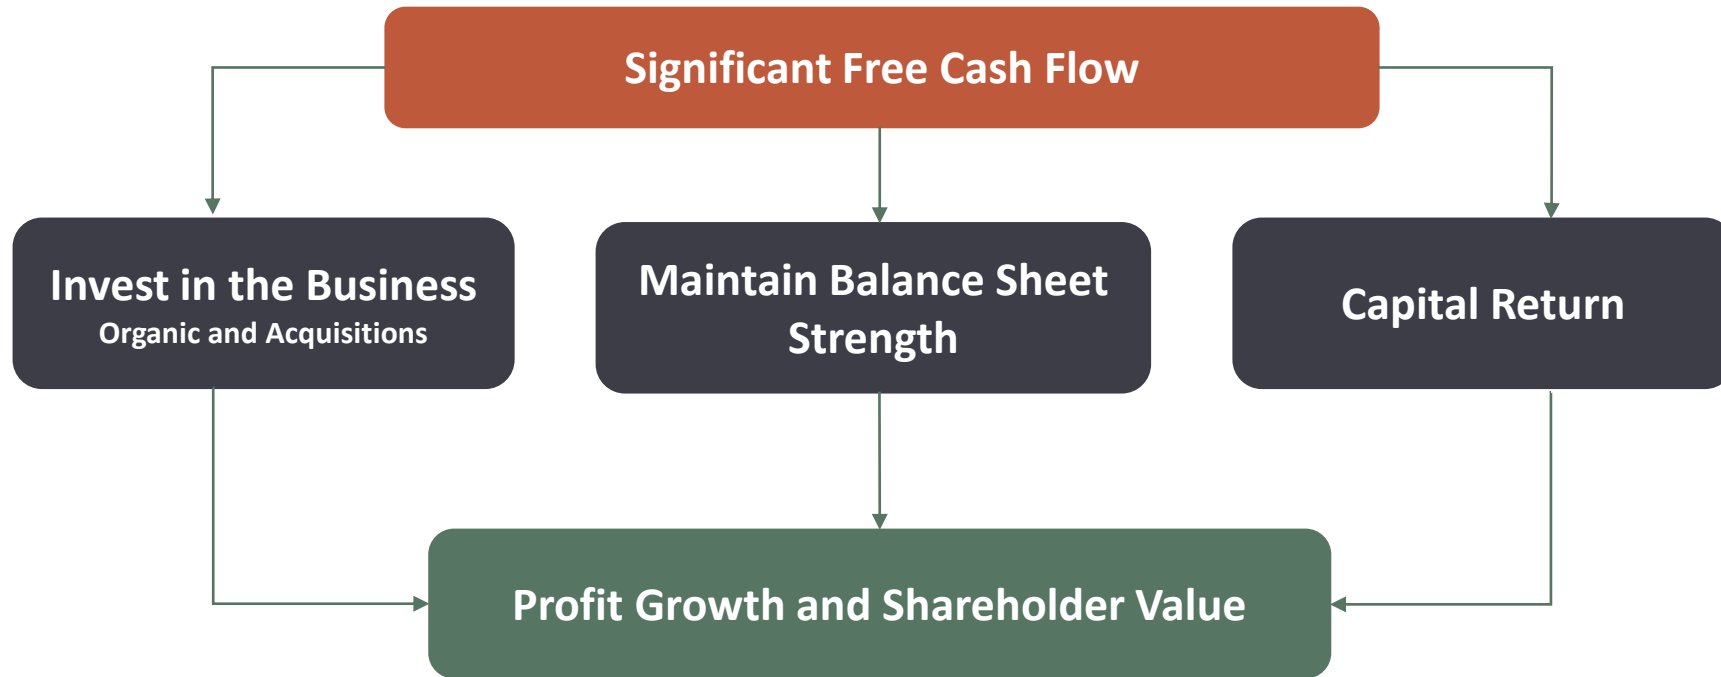 Significant Free Cash Flow
Invest in the Business
Organic and Acquisitions
Maintain Balance Sheet
Strength
Capital Return
Profit Growth and Shareholder Value